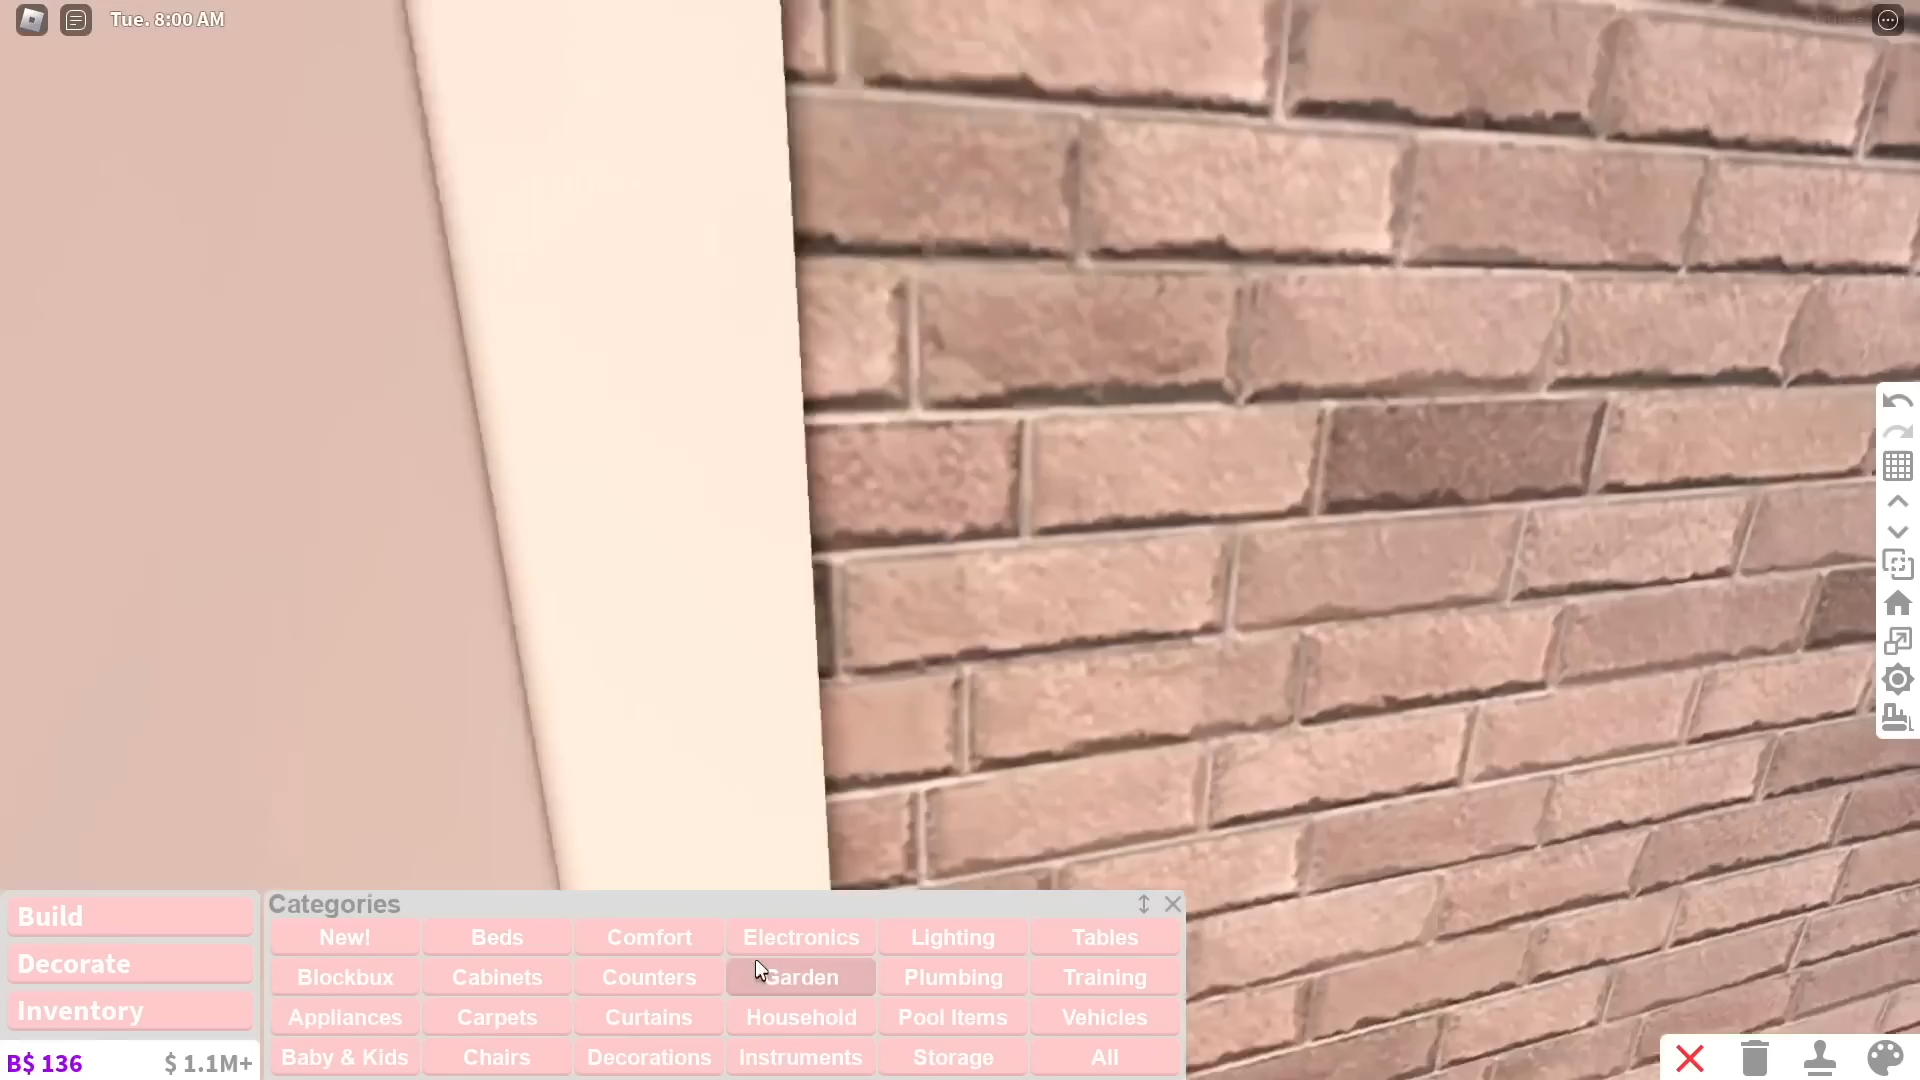 Tue. 8:00 AM
Build
Decorate
Inventory
B$ 136
$ 1.1M+
Categories
New! Beds Comfort Electronics Lighting Tables
Blockbux Cabinets Counters Garden Plumbing Training
Appliances Carpets Curtains Household Pool Items Vehicles
Baby & Kids Chairs Decorations Instruments Storage All